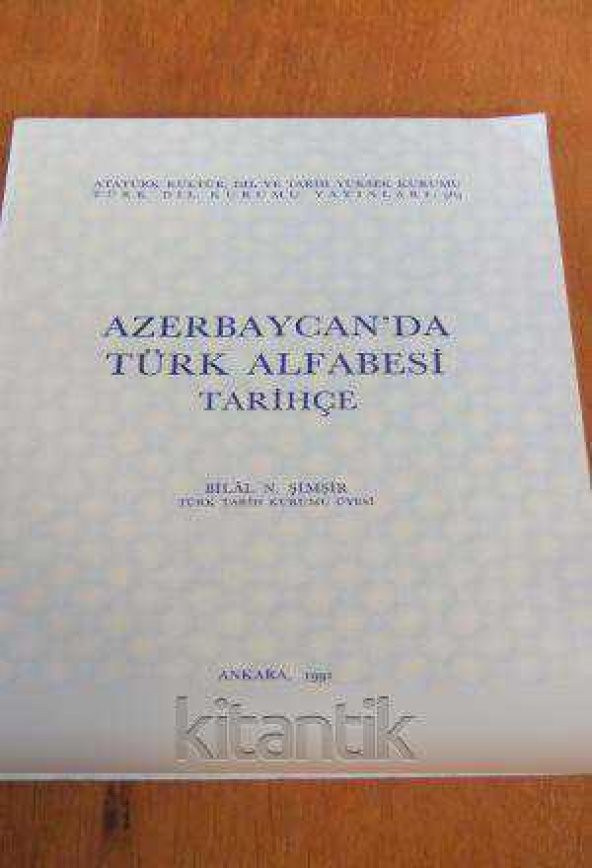 ATATÜRK KÜLTÜR, DİL VE TARİH YÜKSEK KURUMU
TÜRK DİL KURUMU YAYINLARI:
AZERBAYCAN'DA
TÜRK ALFABESİ
TARİHÇE
BİLÂL N. ŞİMŞİR
TÜRK TARİH KURUMU ÜYESİ
ANKARA, 1991
kitantik